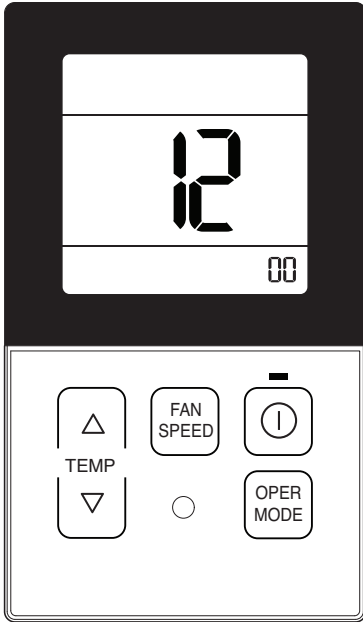 12
00
FAN
SPEED
TEMP
OPER
MODE